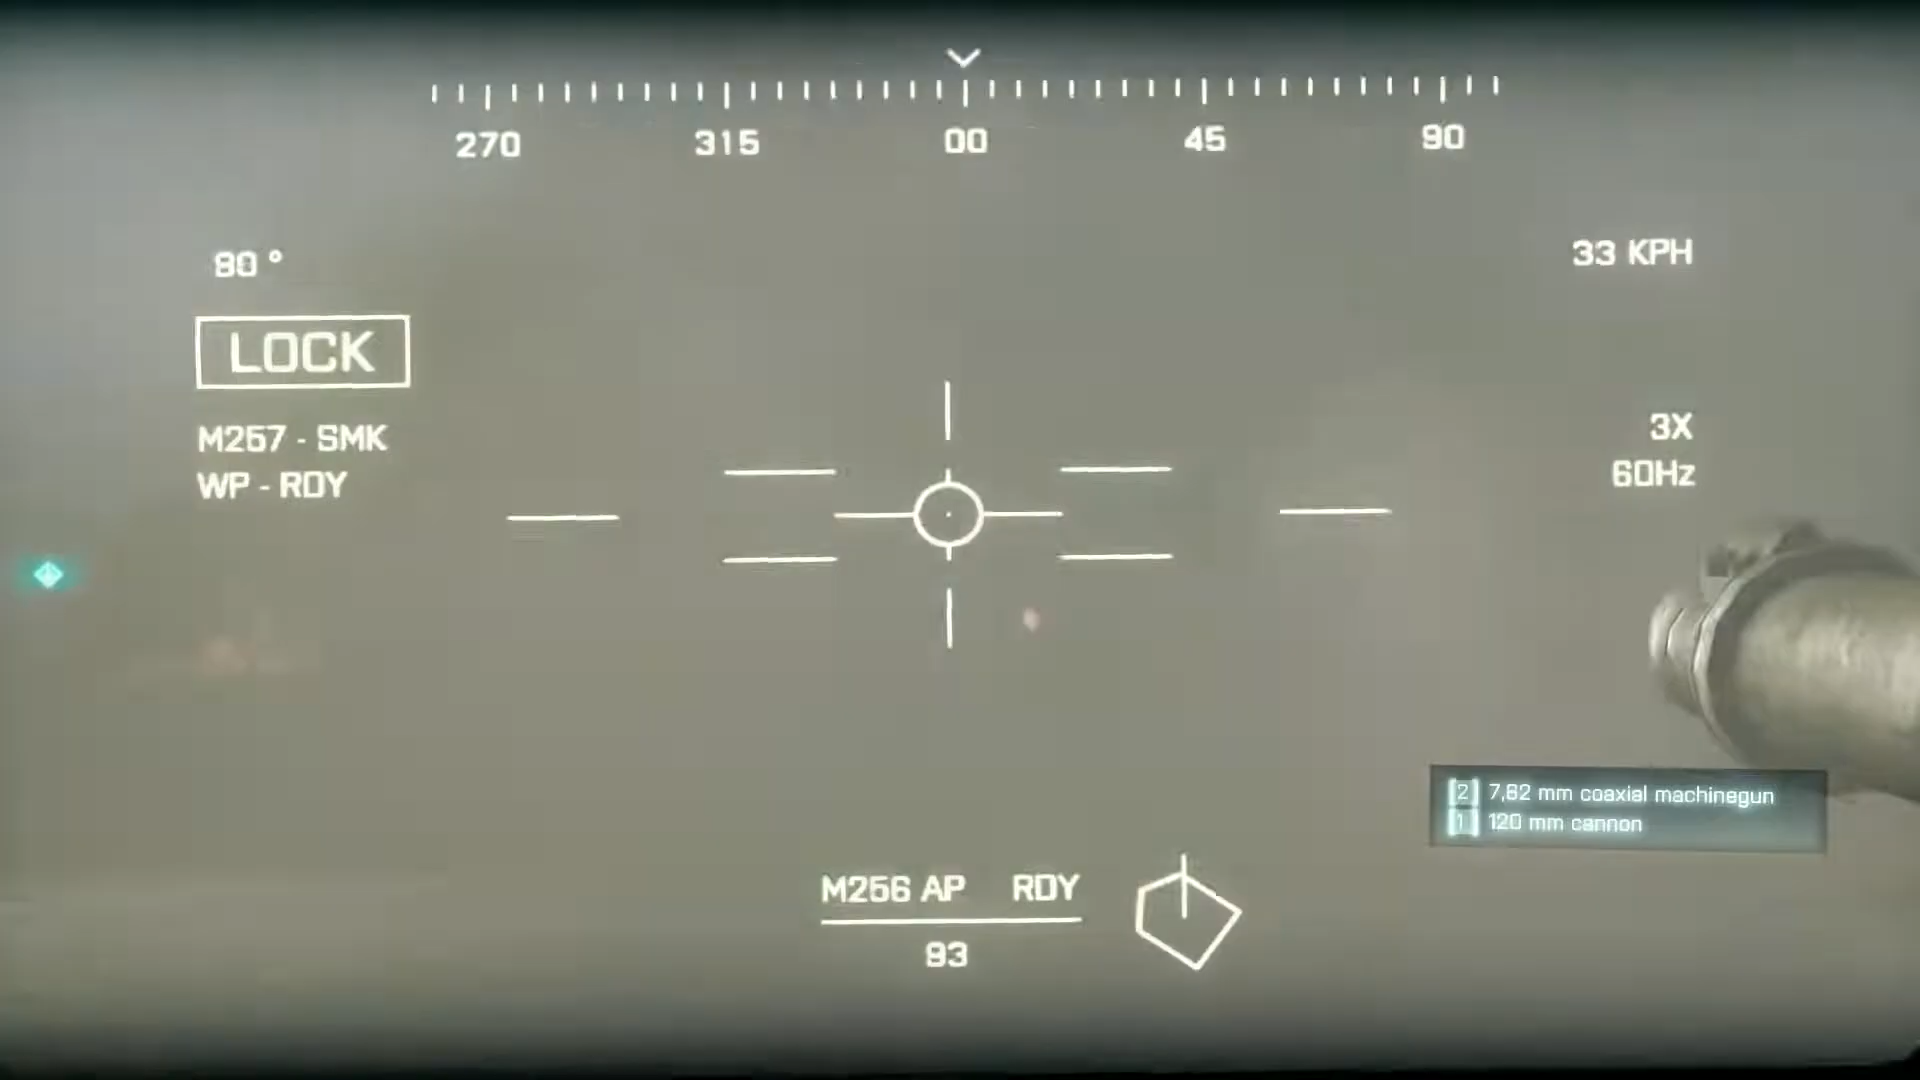 270 315 00 45 90
90 °
33 KPH
LOCK
M257 - SMK
WP - RDY
3X
60Hz
[2] 7,62 mm coaxial machinegun
[1] 120 mm cannon
M256 AP RDY
93